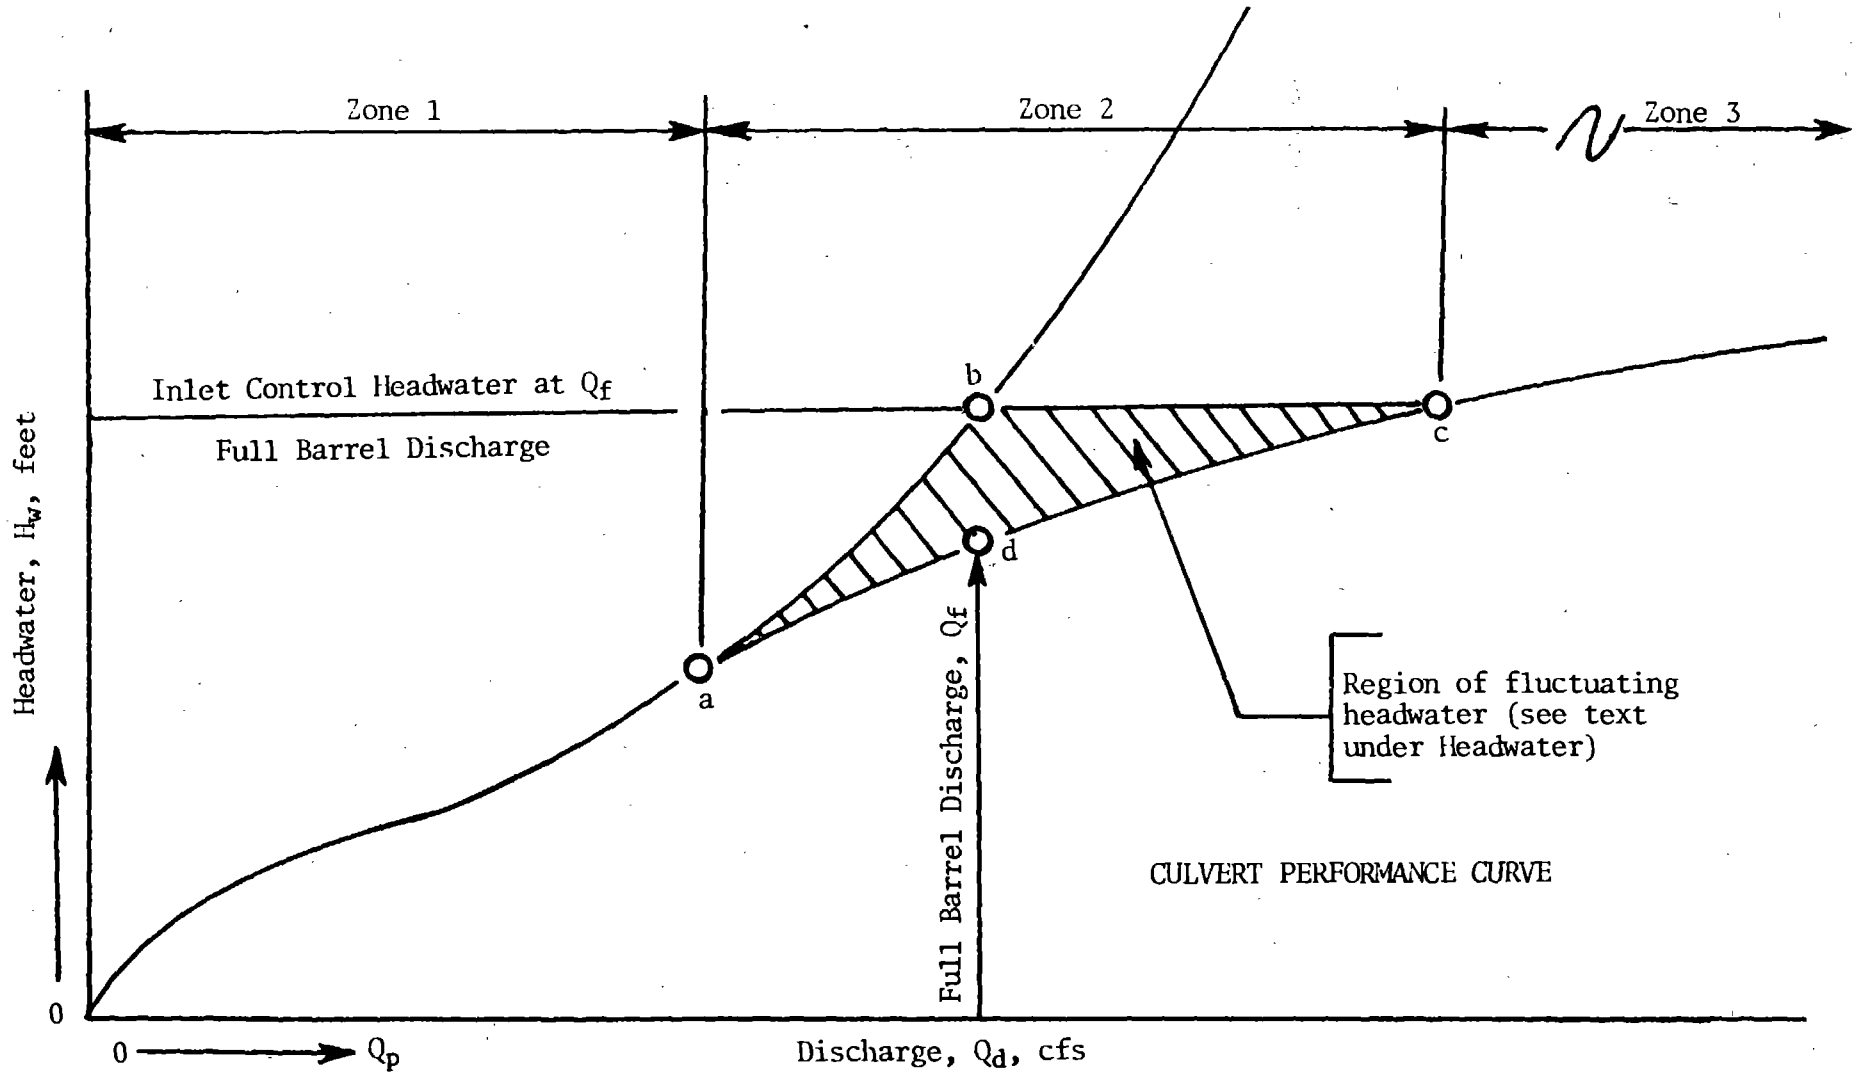 Zone 1
Zone 2
Zone 3
Inlet Control Headwater at Qf
Full Barrel Discharge
b
c
d
a
Headwater, Hw, feet
Full Barrel Discharge, Qf
Region of fluctuating
headwater (see text
under Headwater)
CULVERT PERFORMANCE CURVE
0
0
Qp
Discharge, Qd, cfs